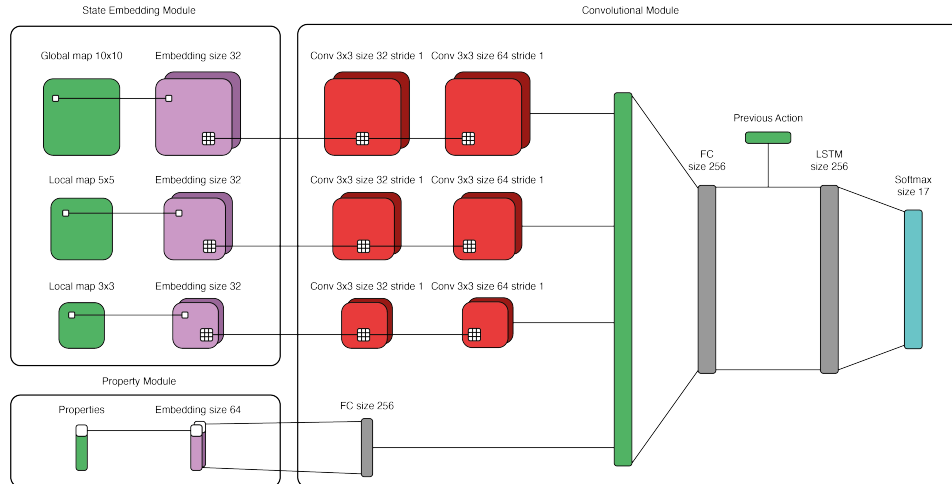 State Embedding Module
Convolutional Module
Global map 10x10
Embedding size 32
Conv 3x3 size 32 stride 1
Conv 3x3 size 64 stride 1
Previous Action
FC
size 256
LSTM
size 256
Softmax
size 17
Local map 5x5
Embedding size 32
Conv 3x3 size 32 stride 1
Conv 3x3 size 64 stride 1
Local map 3x3
Embedding size 32
Conv 3x3 size 32 stride 1
Conv 3x3 size 64 stride 1
Property Module
Properties
Embedding size 64
FC size 256